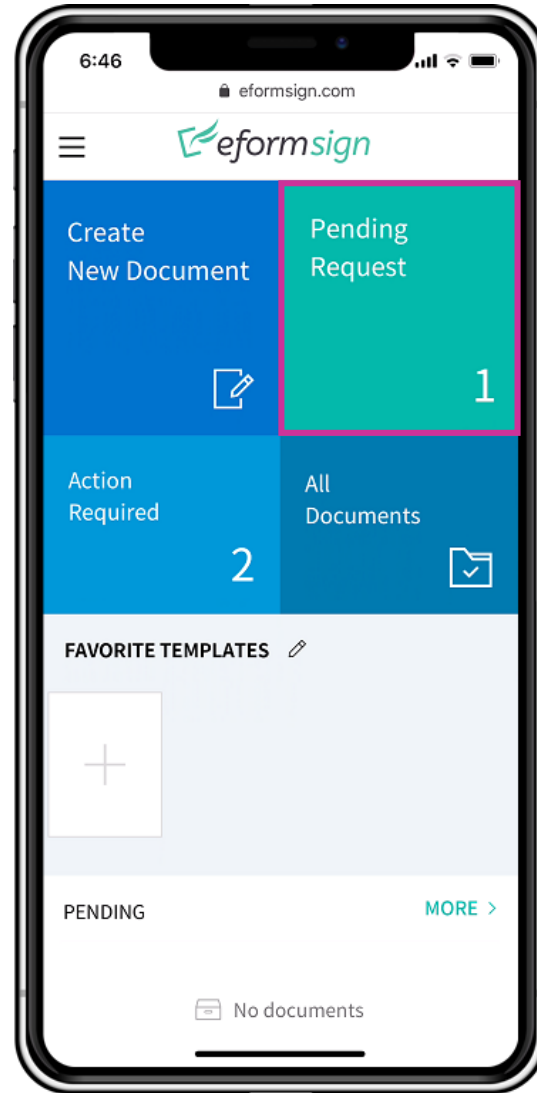 6:46
eformsign.com
eformsign
Create
New Document
Pending
Request
1
Action
Required
2
All
Documents
FAVORITE TEMPLATES
PENDING
MORE >
No documents